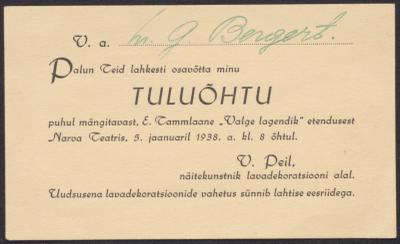 V. a. hr. G. Bergert.
Palun Teid lahkesti osavõtta minu
TULUÕHTU
puhul mängitavast, E. Tammlaane „Valge lagendik" etendusest
Narva Teatris, 5. jaanuaril 1938. a. kl. 8 õhtul.
V. Peil,
näitekunstnik lavadekoratsiooni alal.
Uudsusena lavadekoratsioonide vahetus sünnib lahtise eesriidega.